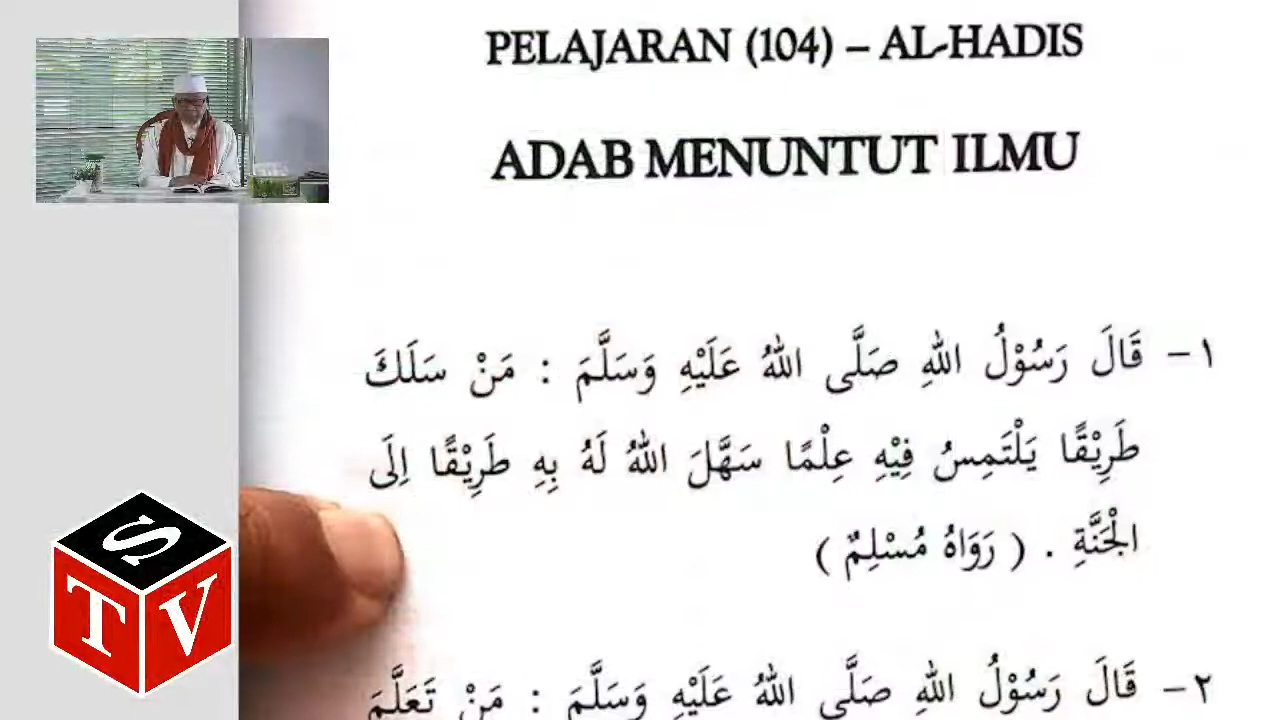 PELAJARAN (104) – AL-HADIS
ADAB MENUNTUT ILMU
١– قَالَ رَسُوْلُ اللهِ صَلَّى اللهُ عَلَيْهِ وَسَلَّمَ : مَنْ سَلَكَ
طَرِيْقًا يَلْتَمِسُ فِيْهِ عِلْمًا سَهَّلَ اللهُ لَهُ بِهِ طَرِيْقًا اِلَى
الْجَنَّةِ . ( رَوَاهُ مُسْلِمٌ )
٢– قَالَ رَسُوْلُ اللهِ صَلَّى اللهُ عَلَيْهِ وَسَلَّمَ : مَنْ تَعَلَّمَ
S
T V